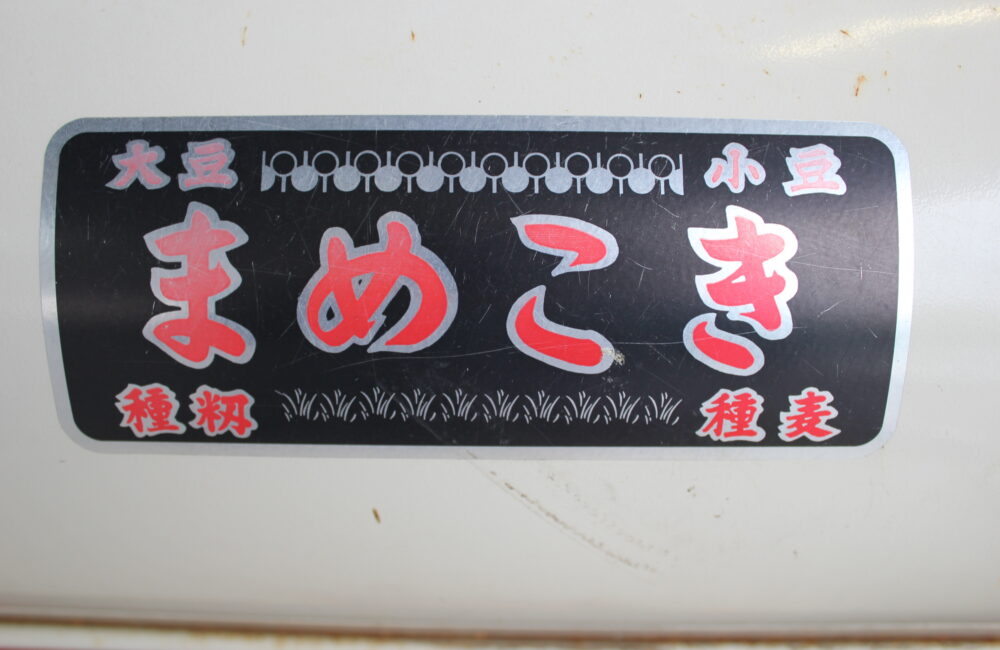 大豆 小豆
まめこき
種籾 種麦